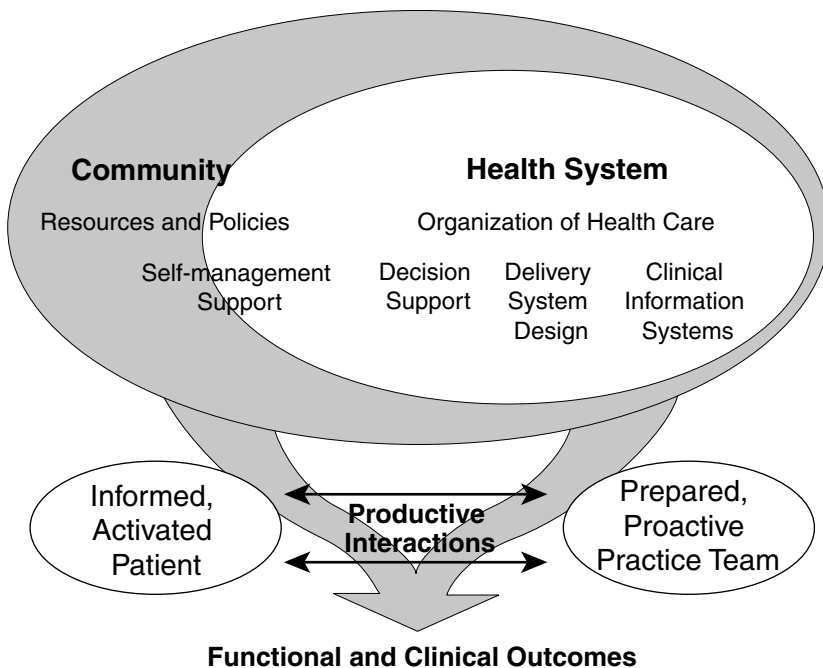 Community
Health System
Resources and Policies
Organization of Health Care
Self-management
Support
Decision
Support
Delivery
System
Design
Clinical
Information
Systems
Informed,
Activated
Patient
Productive
Interactions
Prepared,
Proactive
Practice Team
Functional and Clinical Outcomes